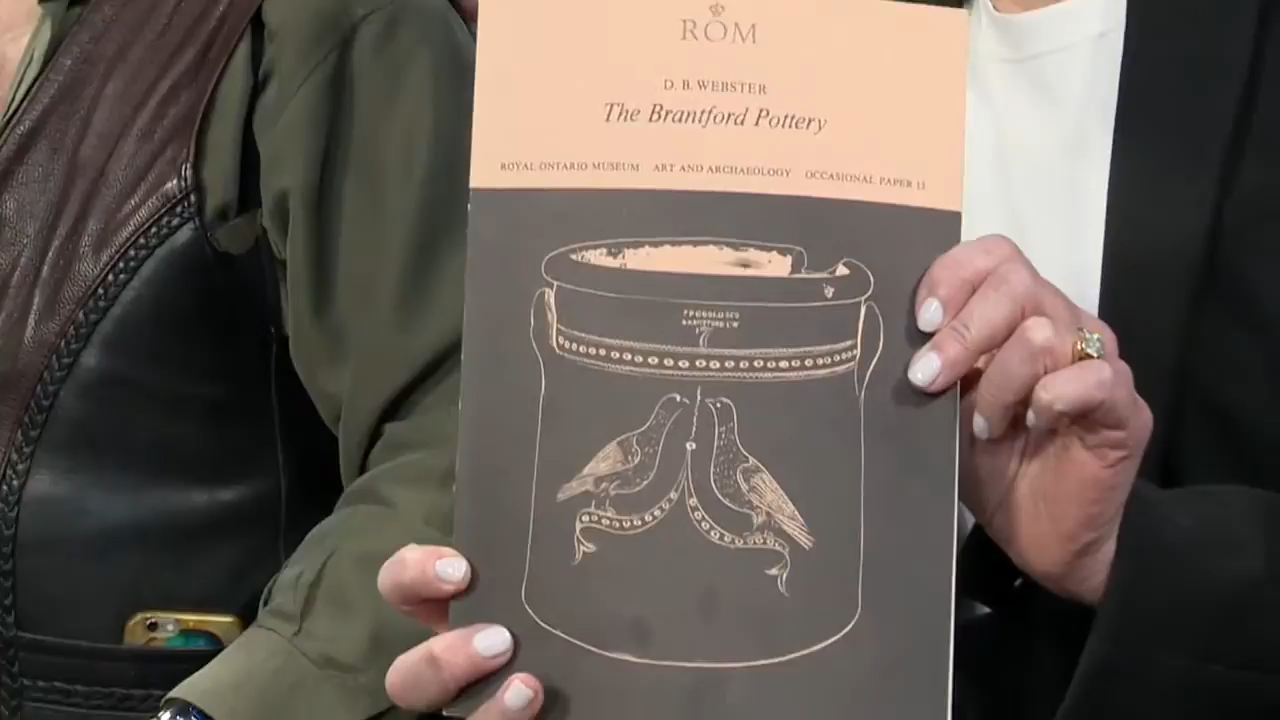 ROM
D. B. WEBSTER
The Brantford Pottery
ROYAL ONTARIO MUSEUM ART AND ARCHAEOLOGY OCCASIONAL PAPER 13